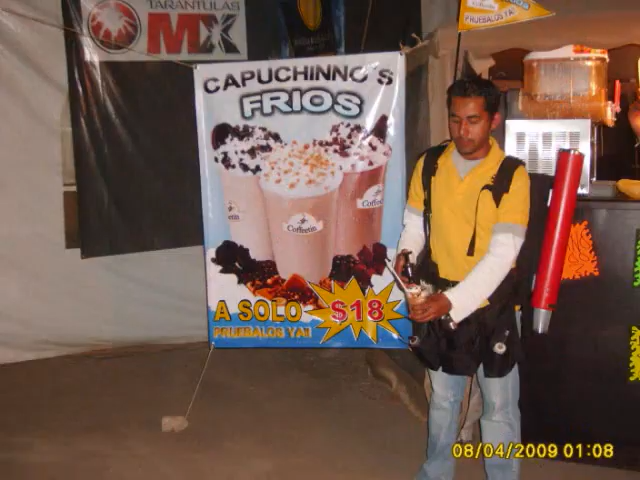 TARANTULAS
MX
Coffeetin
PRUEBALOS YA!!
CAPUCHINNO'S
FRIOS
Coffeetin
A SOLO $18
PRUEBALOS YA!!
08/04/2009 01:08